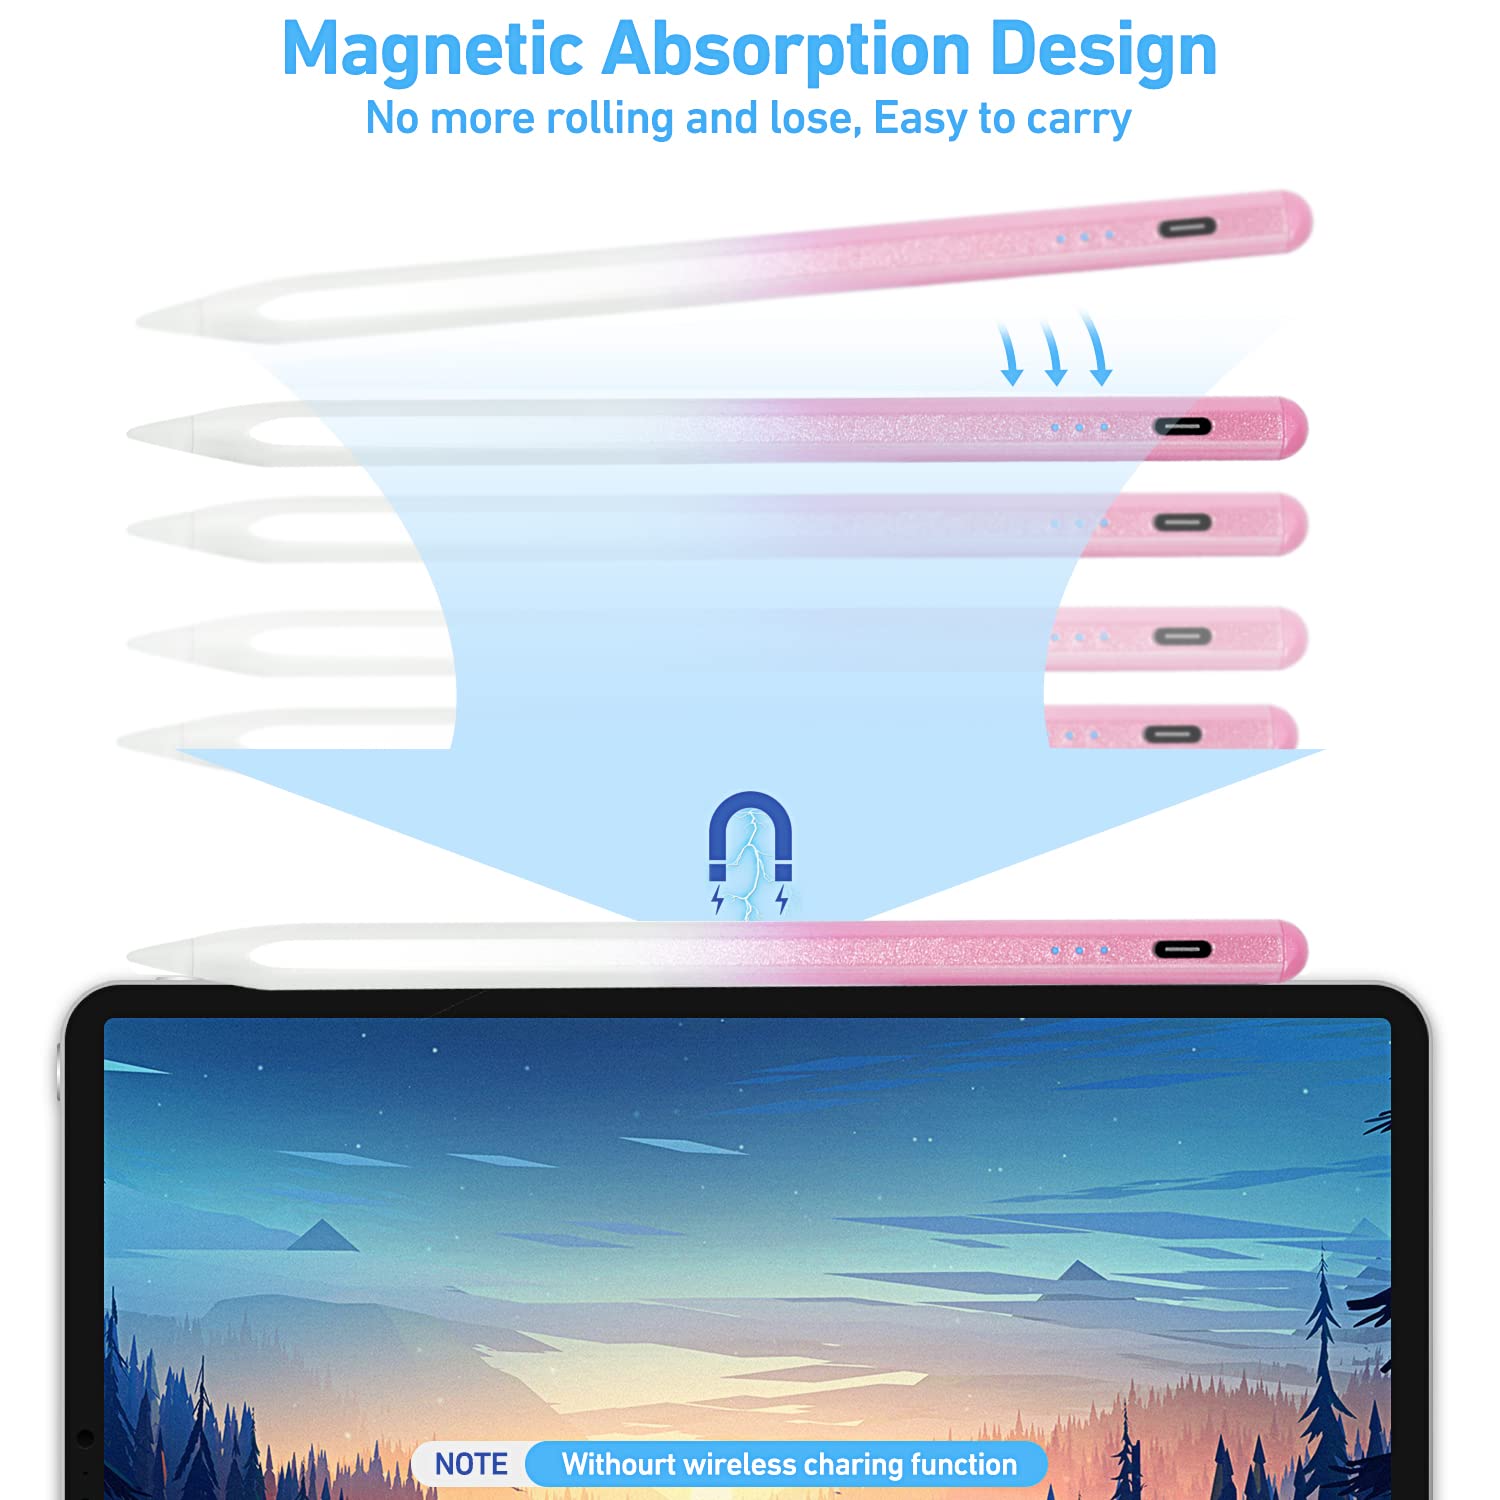 Magnetic Absorption Design
No more rolling and lose, Easy to carry
NOTE Withourt wireless charing function